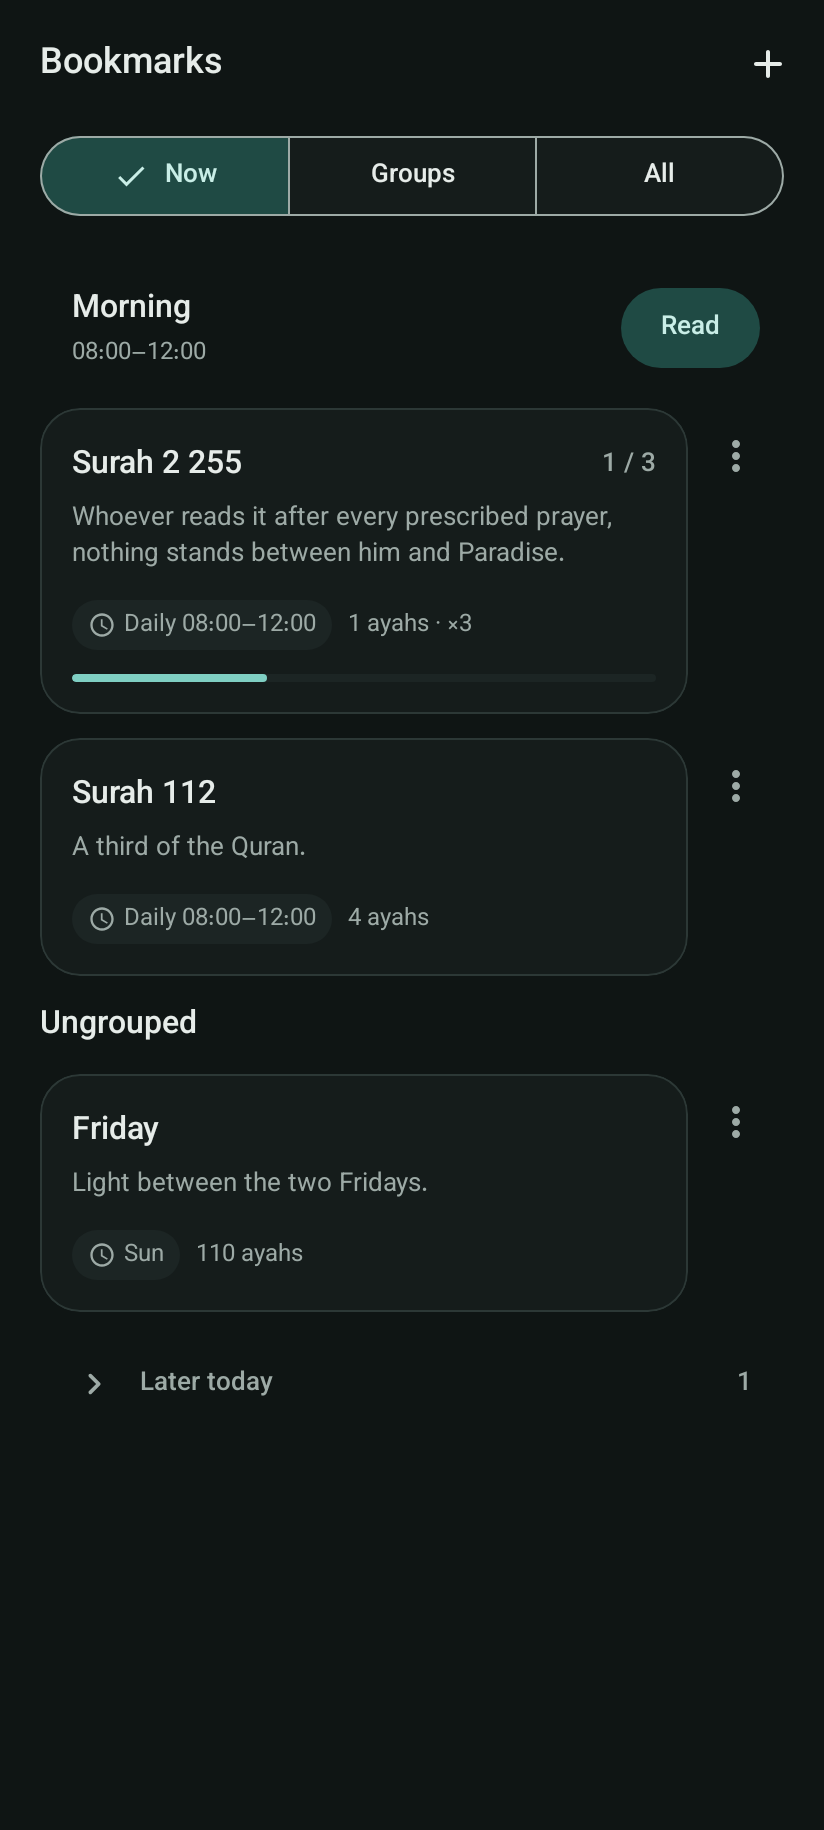 Bookmarks
Now
Groups
All
Morning
08:00–12:00
Read
Surah 2 255
1 / 3
Whoever reads it after every prescribed prayer,
nothing stands between him and Paradise.
Daily 08:00–12:00
1 ayahs · ×3
Surah 112
A third of the Quran.
Daily 08:00–12:00
4 ayahs
Ungrouped
Friday
Light between the two Fridays.
Sun
110 ayahs
Later today
1